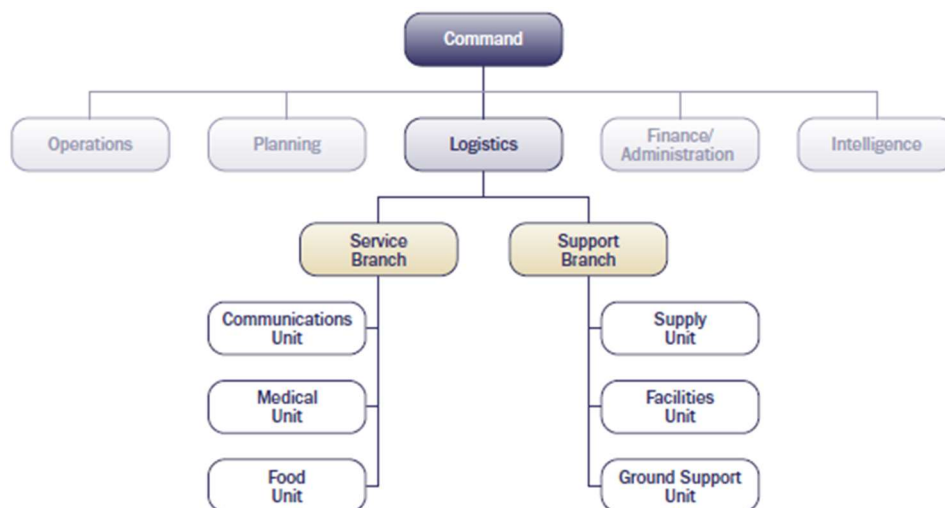 Command
Operations
Planning
Logistics
Finance/
Administration
Intelligence
Service
Branch
Support
Branch
Communications
Unit
Supply
Unit
Medical
Unit
Facilities
Unit
Food
Unit
Ground Support
Unit